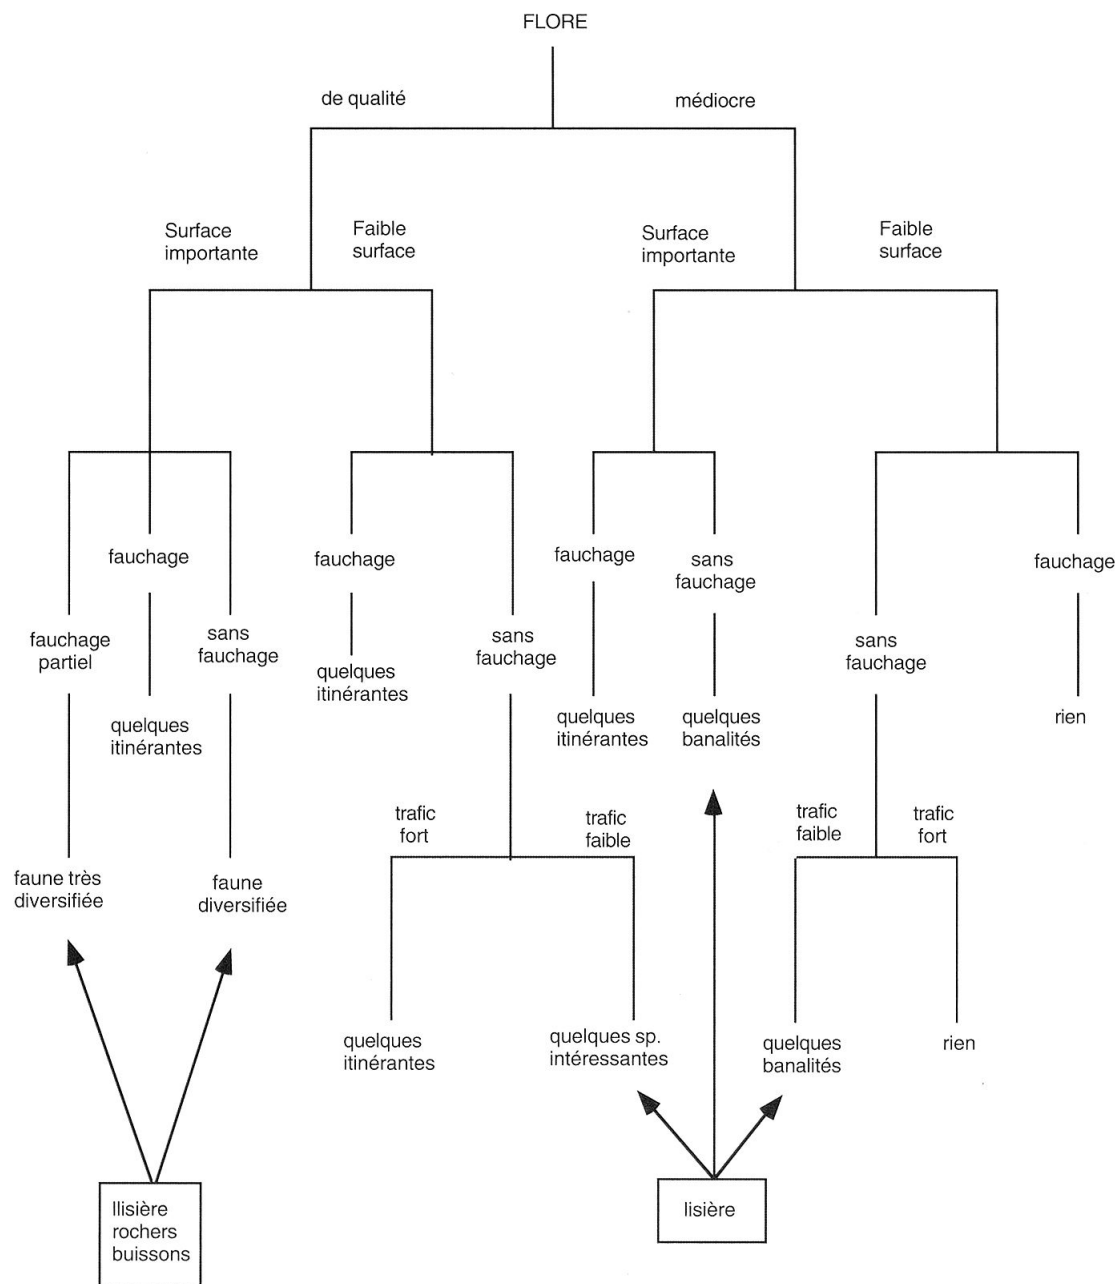 FLORE
de qualité
médiocre
Surface
importante
Faible
surface
Surface
importante
Faible
surface
fauchage
partiel
fauchage
sans
fauchage
fauchage
sans
fauchage
fauchage
sans
fauchage
sans
fauchage
fauchage
quelques
itinérantes
quelques
itinérantes
quelques
itinérantes
quelques
banalités
rien
trafic
fort
trafic
faible
trafic
faible
trafic
fort
faune très
diversifiée
faune
diversifiée
quelques
itinérantes
quelques sp.
intéressantes
quelques
banalités
rien
llisière
rochers
buissons
lisière